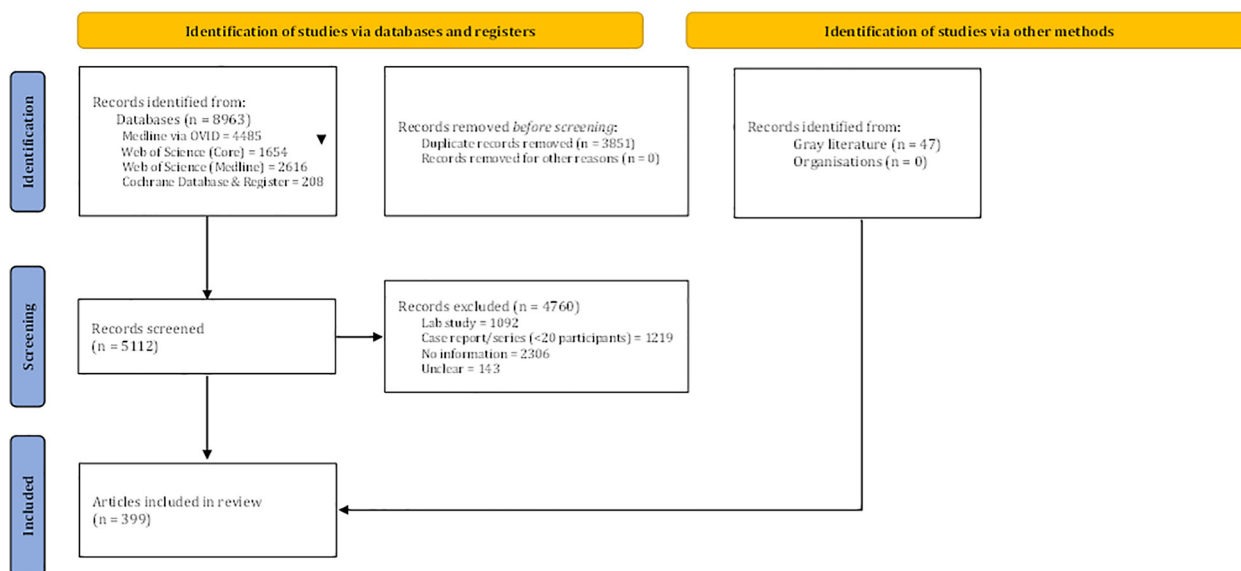 Identification of studies via databases and registers
Identification of studies via other methods
Identification
Records identified from:
Databases (n = 8963)
Medline via OVID = 4485
Web of Science (Core) = 1654
Web of Science (Medline) = 2616
Cochrane Database & Register = 208
Records removed before screening:
Duplicate records removed (n = 3851)
Records removed for other reasons (n = 0)
Records identified from:
Gray literature (n = 47)
Organisations (n = 0)
Screening
Records screened
(n = 5112)
Records excluded (n = 4760)
Lab study = 1092
Case report/series (<20 participants) = 1219
No information = 2306
Unclear = 143
Included
Articles included in review
(n = 399)